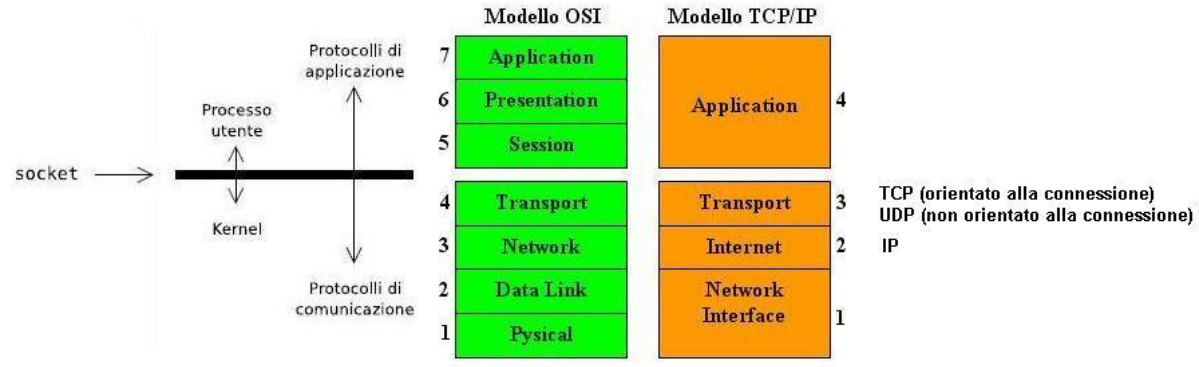 Modello OSI
Modello TCP/IP
Protocolli di
applicazione
Processo
utente
socket
Kernel
Protocolli di
comunicazione
7
Application
6
Presentation
5
Session
4
Transport
3
Network
2
Data Link
1
Pysical
Application
4
Transport
3
Internet
2
Network
Interface
1
TCP (orientato alla connessione)
UDP (non orientato alla connessione)
IP